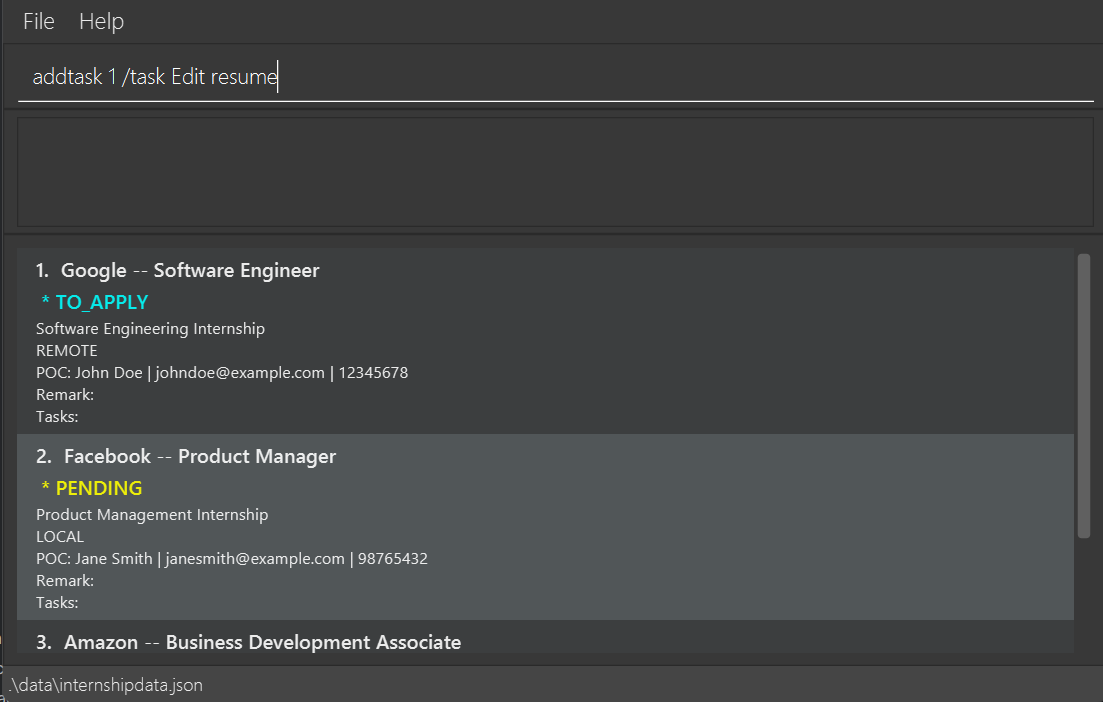 File Help
addtask 1 /task Edit resume
1. Google -- Software Engineer
* TO_APPLY
Software Engineering Internship
REMOTE
POC: John Doe | johndoe@example.com | 12345678
Remark:
Tasks:
2. Facebook -- Product Manager
* PENDING
Product Management Internship
LOCAL
POC: Jane Smith | janesmith@example.com | 98765432
Remark:
Tasks:
3. Amazon -- Business Development Associate
.\data\internshipdata.json